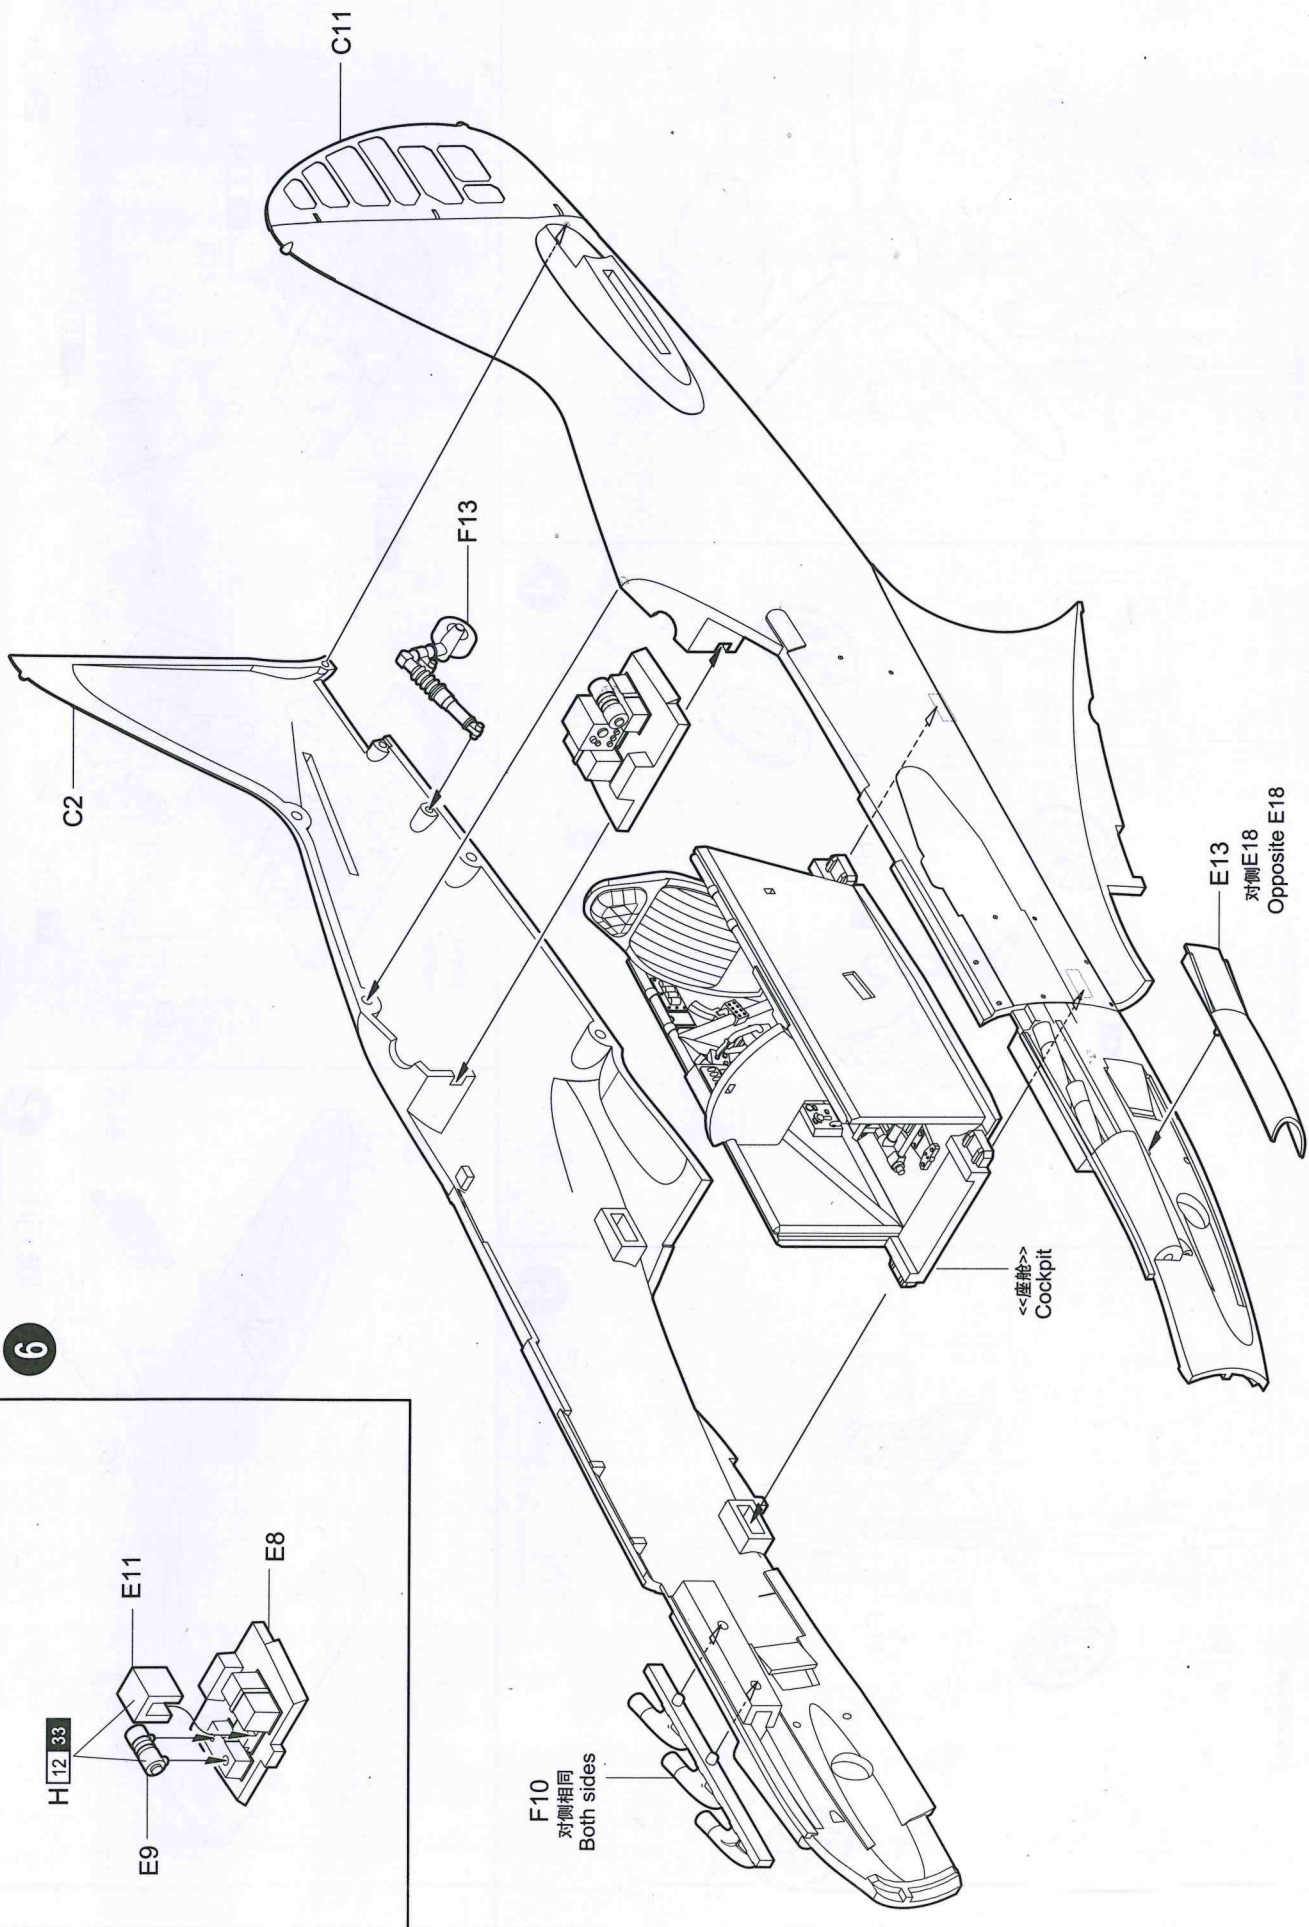 6
H 12 33
E9
E11
E8
C2
C11
F13
F10
对侧相同
Both sides
<<座舱>>
Cockpit
E13
对侧E18
Opposite E18